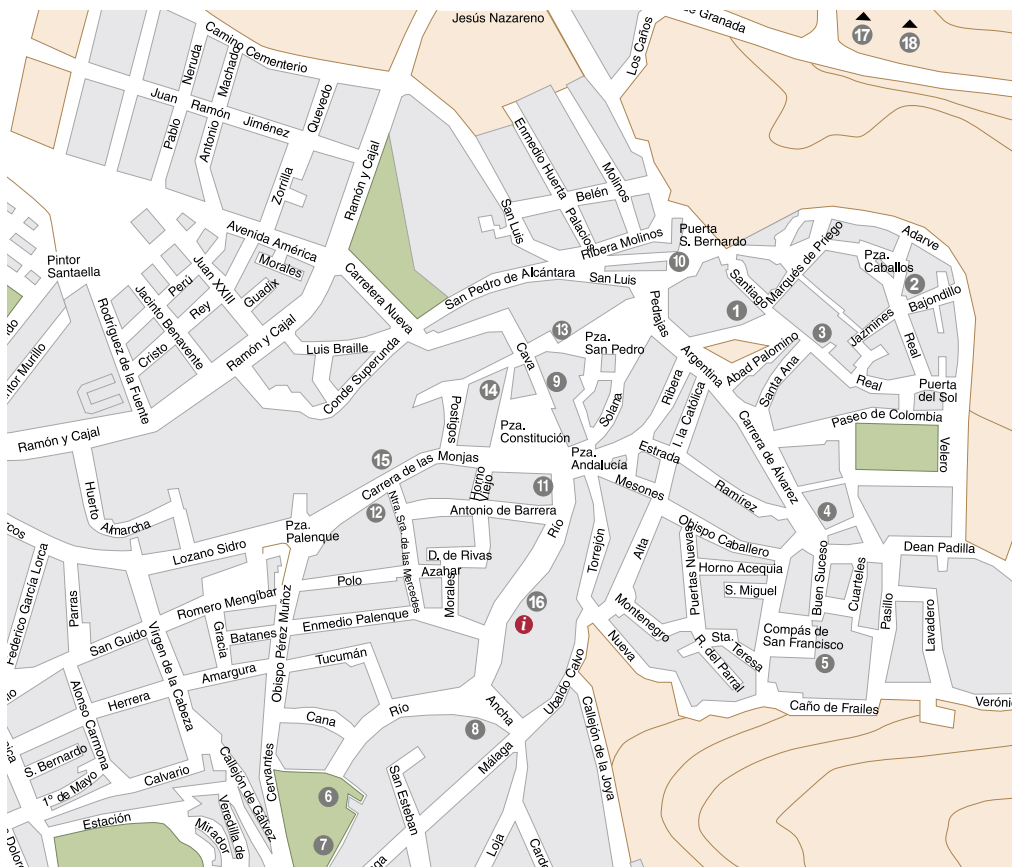 Jesús Nazareno
Granada
17
18
Camino Cementerio
Neruda
Machado
Los Caños
Quevedo
Juan Ramón Jiménez
Pablo
Antonio
Enmedio Huerta
Molinos
Zorrilla
Ramón y Cajal
Belén
San Luis
Palacios
Avenida América
Ribera Molinos
Puerta
S. Bernardo
Marqués de Priego
Adarve
Pintor
Santaella
Juan XXIII
Morales
Guadix
Perú
Rey
Jacinto Benavente
Cristo
Carretera Nueva
San Pedro de Alcántara
San Luis
10
Santiago
Pza.
Caballos
2
Bajondillo
Rodríguez de la Fuente
Ramón y Cajal
Luis Braille
Conde Superunda
13
Pedrajas
1
3
Jazmines
Real
Pza.
San Pedro
Cava
9
14
Argentina
Abad Palomino
Santa Ana
Real
Puerta
del Sol
Ramón y Cajal
Postigos
Solana
Ribera
I. la Católica
Paseo de Colombia
Velero
Pza.
Constitución
Carrera de Álvarez
15
Carrera de las Monjas
Pza.
Andalucía
Estrada
Mesones
Ramírez
Huerto
Almarcha
12
Horno
Viejo
11
Antonio de Barrera
Río
4
Pza.
Palenque
Ntra. Sra. de las Mercedes
Torrejón
Alta
Obispo Caballero
Lozano Sidro
D. de Rivas
Azahar
Polo
Morales
Puertas Nuevas
Horno Acequia
S. Miguel
Buen Suceso
Cuarteles
Dean Padilla
Federico García Lorca
Parras
Romero Mengíbar
Obispo Pérez Muñoz
16
i
Montenegro
Nueva
Pasillo
Lavadero
San Guido
Virgen de la Cabeza
Gracia
Batanes
Enmedio Palenque
Sta.
Teresa
R. del Parral
Compás de
San Francisco
5
Tucumán
Amargura
Herrera
Alonso Carmona
Cana
Río
Ancha
8
Ubaldo Calvo
Callejón de la Joya
Caño de Frailes
S. Bernardo
1º de Mayo
Calvario
Callejón de Gálvez
Cervantes
Málaga
San Esteban
6
7
Estación
Veredilla de
Mirador
Loja